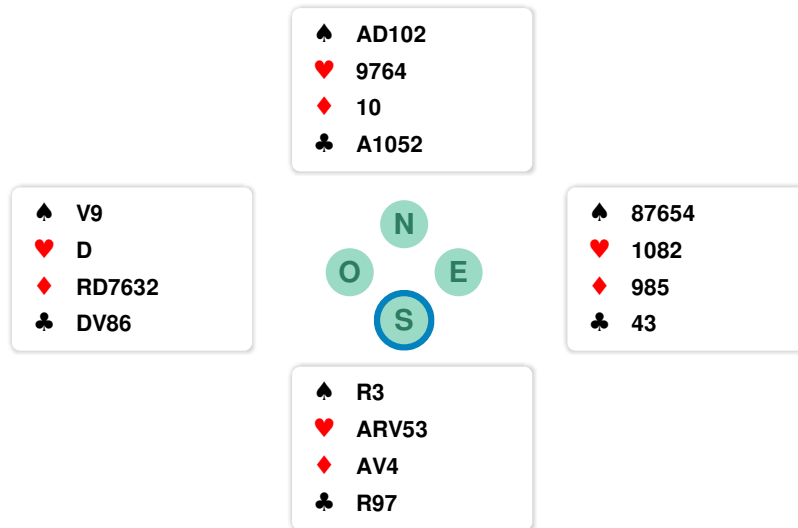 ♠ AD102
♥ 9764
♦ 10
♣ A1052
♠ V9
♥ D
♦ RD7632
♣ DV86
N
O E
S
♠ 87654
♥ 1082
♦ 985
♣ 43
♠ R3
♥ ARV53
♦ AV4
♣ R97